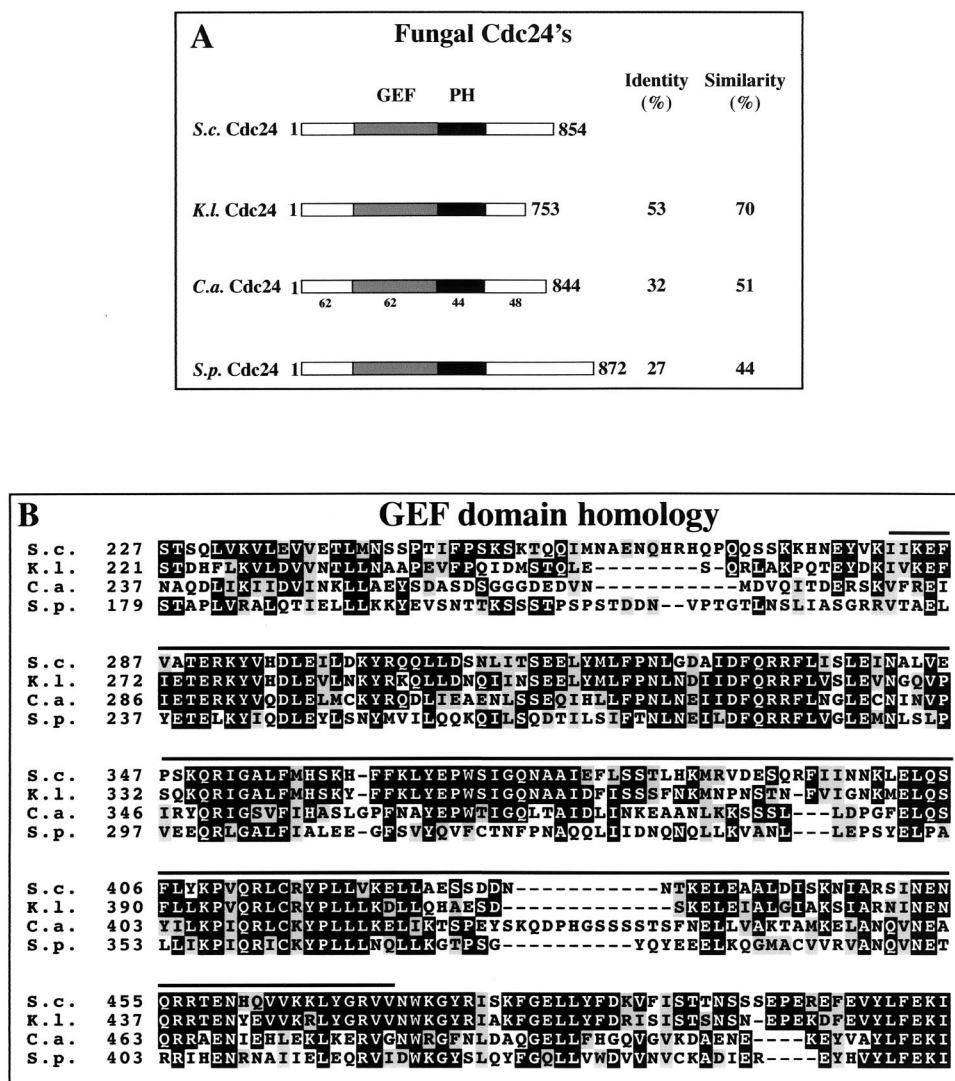 A Fungal Cdc24's
Identity Similarity
(%) (%)
GEF PH
S.c. Cdc24 1 854
K.l. Cdc24 1 753 53 70
C.a. Cdc24 1 844 32 51
62 62 44 48
S.p. Cdc24 1 872 27 44
B GEF domain homology
S.c. 227 STSQLVKVLEVVETLMNSSPTIFPSKSKTQQIMNAENQHRHQPQQSSKKHNEYVKIIKEF
K.l. 221 STDHFLKVLDVVNTLLNAAPEVFPQIDMSTQLE--------S-QRLAKPQTEYDKIVKEF
C.a. 237 NAQDLIKIIDVINKLLAEYSDASDSGGGDEDVN---------MDVQITDERSKVFREI
S.p. 179 STAPLVRALQTIELLLKKYEVSNTTKSSSTPSPSTDDN--VPTGTLNSLIASGRRVTAEL
S.c. 287 VATERKYVHDLEILDKYRQQLLDSNLITSEELYMLFPNLGDAIDFQRRFLISLEINALVE
K.l. 272 IETERKYVHDLEVLNKYRKQLLDNQIINSEELYMLFPNLNDIIDFQRRFLVSLEVNGQVP
C.a. 286 IETERKYVQDLELMCKYRQDLIEAENLSSEQIHLLFPNLNEIIDFQRRFLNGLECNINVP
S.p. 237 YETELKYIQDLEYLSNYMVILQQKQILSQDTILSIFTNLNEILDFQRRFLVGLEMNLSLP
S.c. 347 PSKQRIGALFMHSKH-FFKLYEPWSIGQNAAIEFLSSTLHKMRVDESQRFIINNKLELQS
K.l. 332 SQKQRIGALFMHSKY-FFKLYEPWSIGQNAAIDFISSSFNKMNPNSTN-FVIGNKMELQS
C.a. 346 IRYQRIGSVFIHASLGPFNAYEPWTIGQLTAIDLINKEAANLKKSSSL---LDPGFELQS
S.p. 297 VEEQRLGALFIALEE-GFSVYQVFCTNFPNAQQLIIDNQNQLLKVANL---LEPSYELPA
S.c. 406 FLYKPVQRLCRYPLLVKELLAESSDDN-----------NTKELEAALDISKNIARSINEN
K.l. 390 FLLKPVQRLCRYPLLLKDLLQHAESD-------------SKELEIALGIAKSIARNINEN
C.a. 403 YILKPIQRLCRYPLLLKELIKTSPEYSKQDPHGSSSSTSFNELLVAKTAMKELANQVNEA
S.p. 353 LLIKPIQRICKYPLLLNQLLKGTPSG----------YQYEEELKQGMACVVRVANQVNET
S.c. 455 QRRTENHQVVKKLYGRVVNWKGYRISKFGELLYFDKVFISTTNSSSEPEREFEVYLFEKI
K.l. 437 QRRTENYEVVKRLYGRVVNWKGYRIAKFGELLYFDRISISTSNSN-EPEKDFEVYLFEKI
C.a. 463 QRRAENIEHLEKLKERVGNWRGFNLDAQGELLFHGQVGVKDAENE----KEYVAYLFEKI
S.p. 403 RRIHENRNAIIELEQRVIDWKGYSLQYFGQLLVWDVVNVCKADIER---EYHVYLFEKI